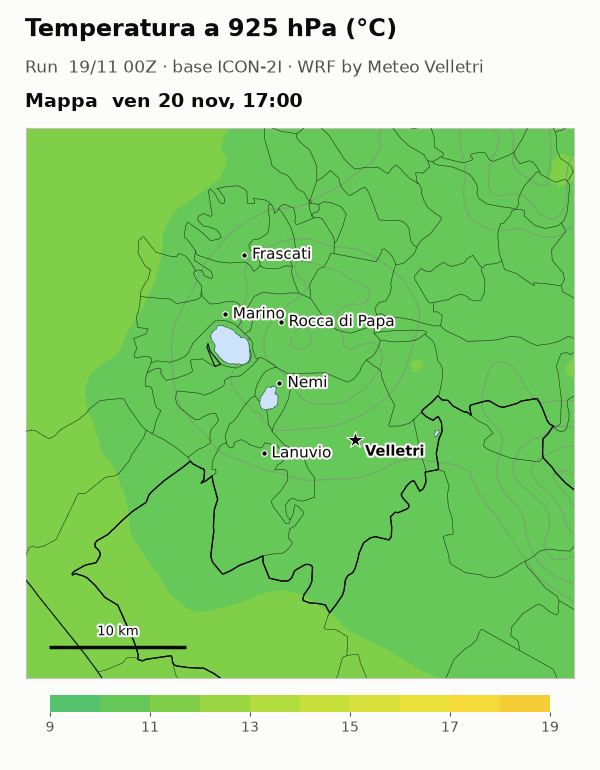 Temperatura a 925 hPa (°C)
Run  19/11 00Z · base ICON-2I · WRF by Meteo Velletri
Mappa  ven 20 nov, 17:00
Frascati
Marino
Rocca di Papa
Nemi
Velletri
Lanuvio
10 km
9 11 13 15 17 19